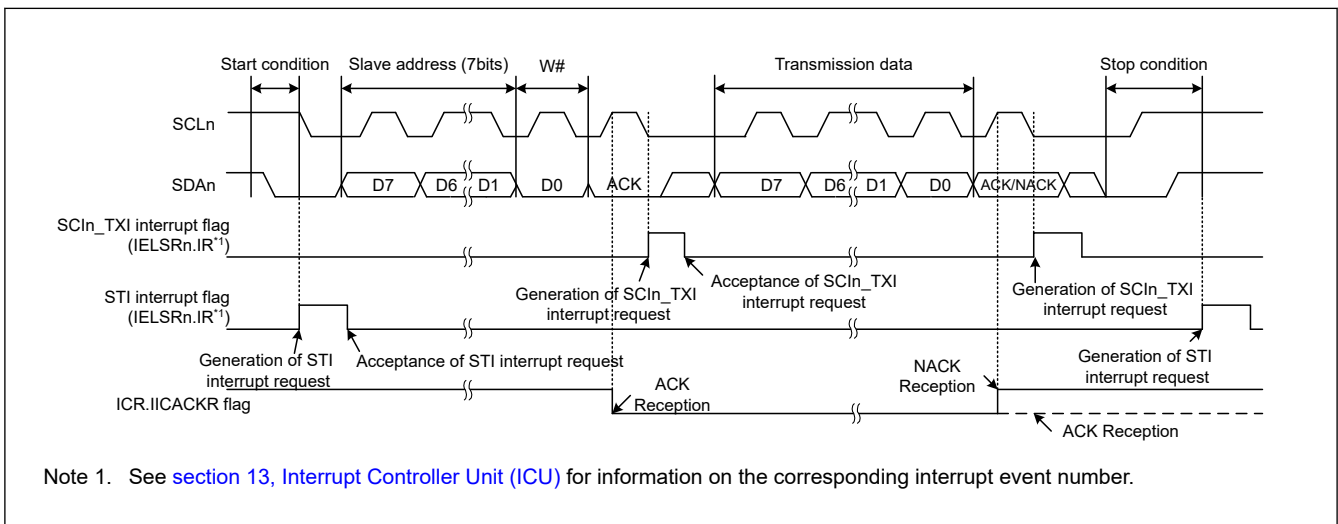 Start condition
Slave address (7bits)
W#
Transmission data
Stop condition
SCLn
SDAn
D7
D6
D1
D0
ACK
D7
D6
D1
D0
ACK/NACK
SCIn_TXI interrupt flag
(IELSRn.IR*1)
Generation of SCIn_TXI
interrupt request
Acceptance of SCIn_TXI
interrupt request
Generation of SCIn_TXI
interrupt request
STI interrupt flag
(IELSRn.IR*1)
Generation of STI
interrupt request
Acceptance of STI interrupt request
Generation of STI
interrupt request
ICR.IICACKR flag
ACK
Reception
NACK
Reception
ACK Reception
Note 1. See section 13, Interrupt Controller Unit (ICU) for information on the corresponding interrupt event number.